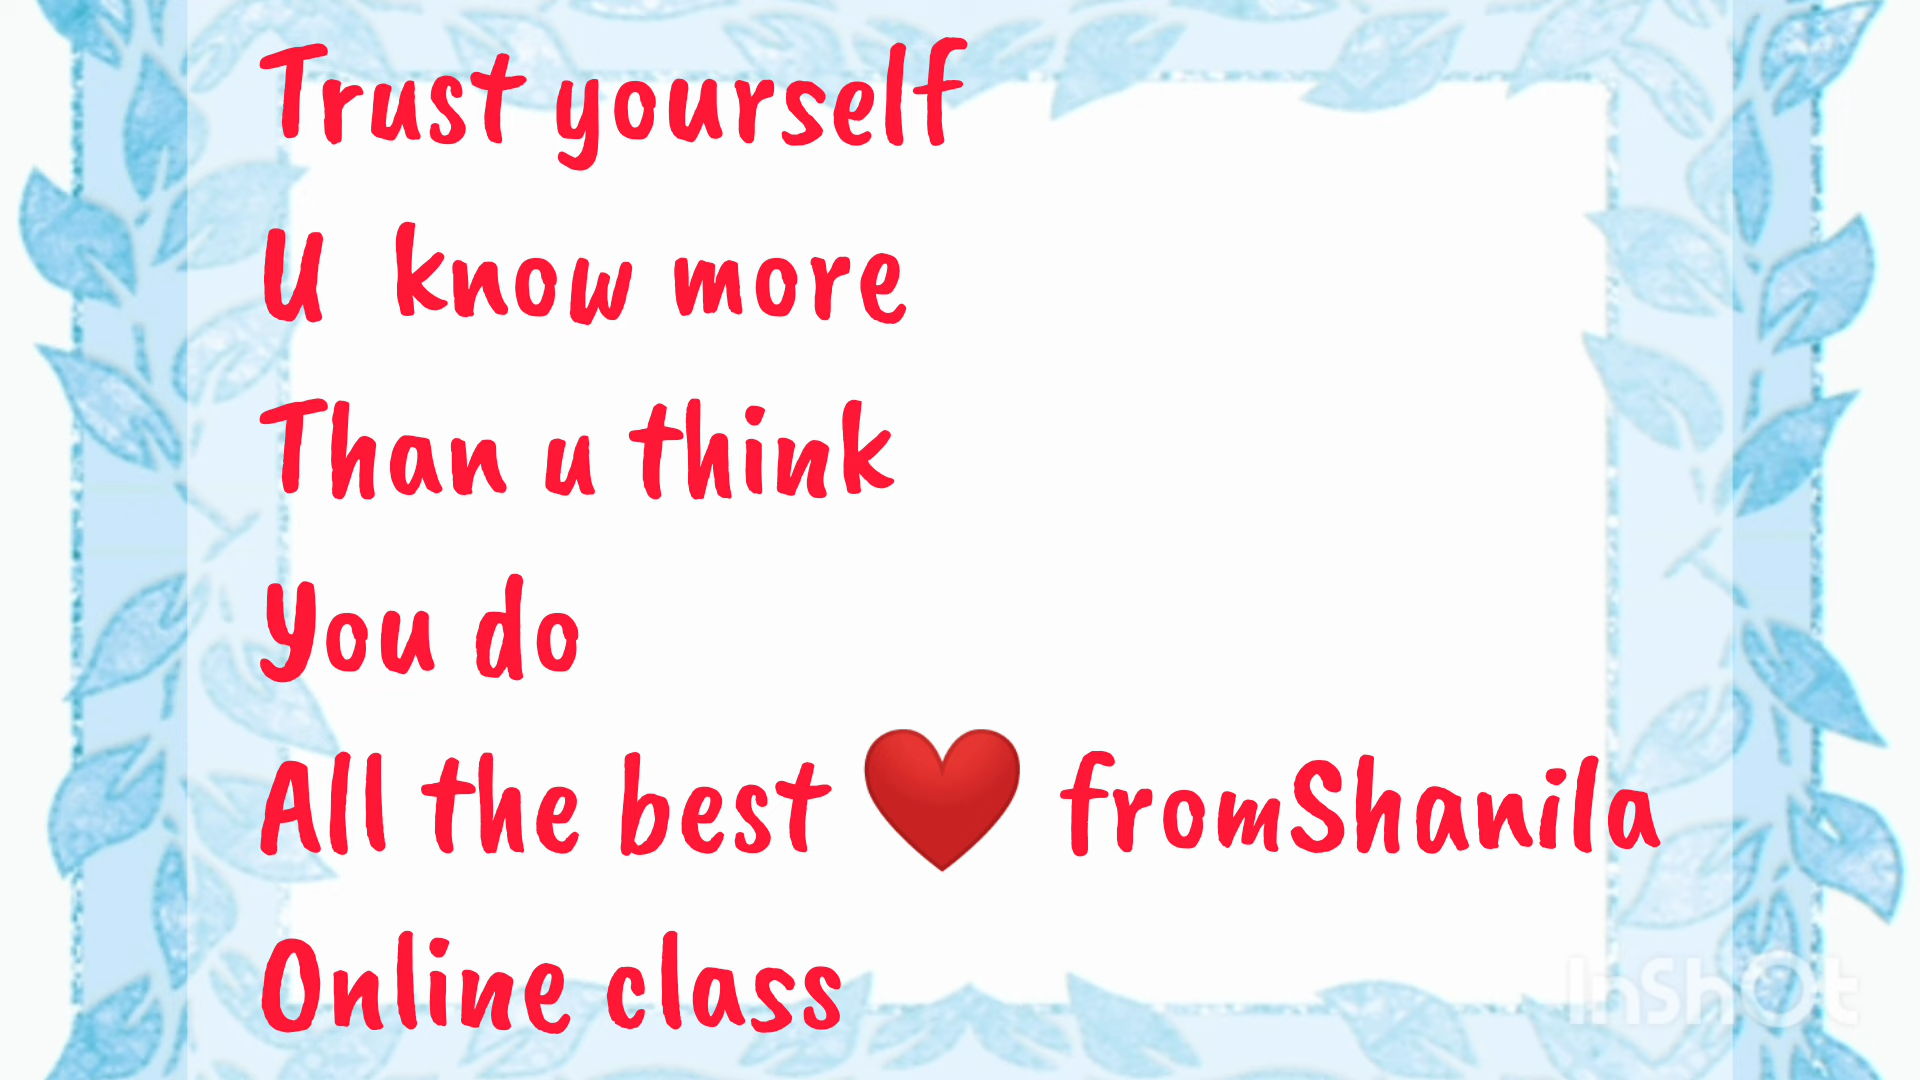 Trust yourself
U know more
Than u think
You do
All the best ❤️ fromShanila
Online class
InShOt